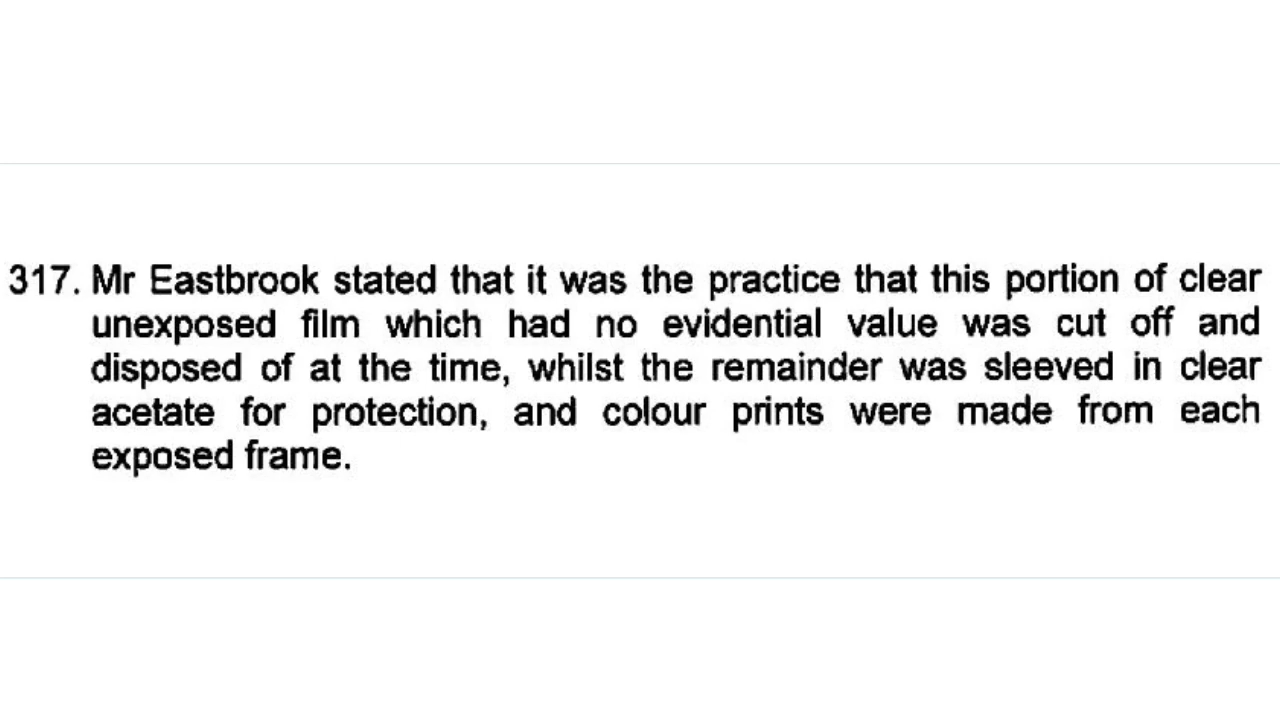 317. Mr Eastbrook stated that it was the practice that this portion of clear
unexposed film which had no evidential value was cut off and
disposed of at the time, whilst the remainder was sleeved in clear
acetate for protection, and colour prints were made from each
exposed frame.